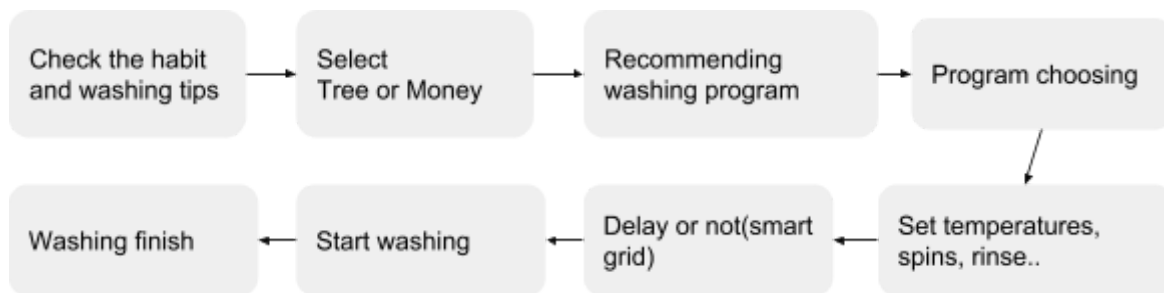 Check the habit
and washing tips
Select
Tree or Money
Recommending
washing program
Program choosing
Set temperatures,
spins, rinse..
Delay or not(smart
grid)
Start washing
Washing finish